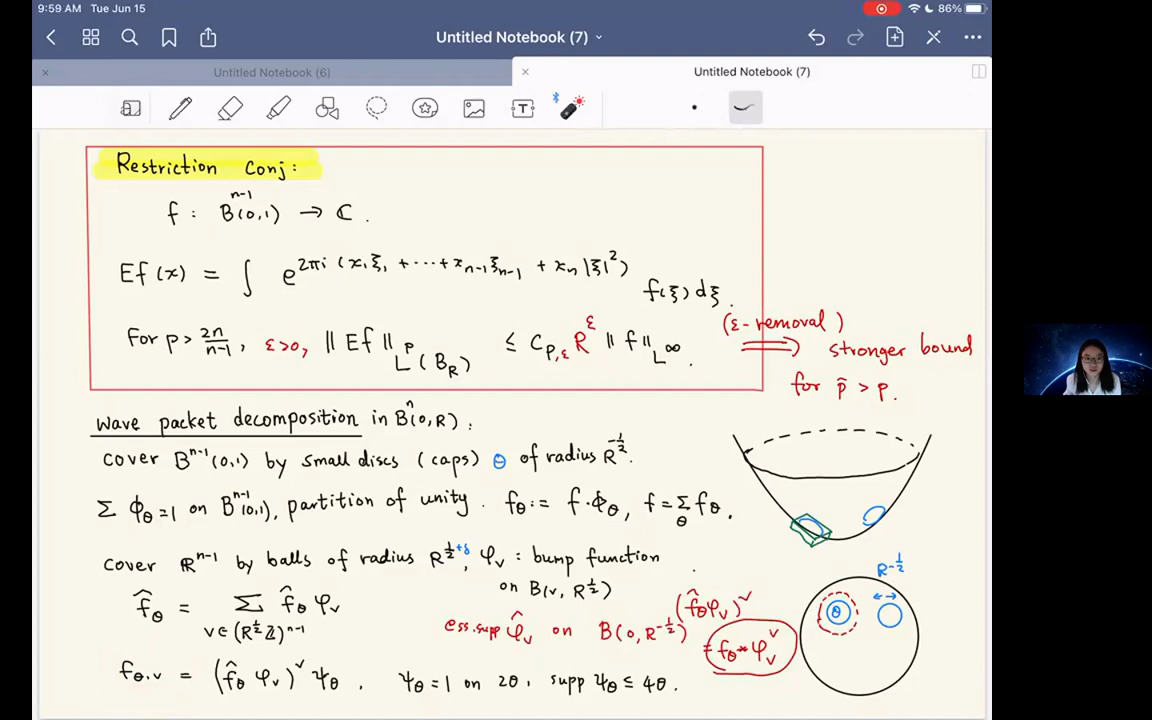 9:59 AM Tue Jun 15
86%
Untitled Notebook (7)
Untitled Notebook (6)
Untitled Notebook (7)
T
Restriction Conj:
f : B^{n-1}(0,1) → ℂ.
Ef(x) = ∫ e^{2πi (x₁ξ₁ + ⋯ + x_{n-1}ξ_{n-1} + x_n|ξ|²)} f(ξ) dξ.
For p > 2n/(n-1), ε>0, ‖Ef‖_{L^p(B_R)} ≤ C_{p,ε} R^ε ‖f‖_{L^∞}.
(ε-removal)
⟹ stronger bound
for p̃ > p.
wave packet decomposition in B^n(0,R):
cover B^{n-1}(0,1) by small discs (caps) θ of radius R^{-1/2}.
Σ ϕ_θ = 1 on B^{n-1}(0,1), partition of unity. f_θ := f·ϕ_θ, f = Σ_θ f_θ.
cover ℝ^{n-1} by balls of radius R^{1/2+δ}, φ_v : bump function
on B(v, R^{1/2})
f̂_θ = Σ_{v∈(R^{1/2}ℤ)^{n-1}} f̂_θ φ_v
ess.supp φ̂_v on B(0, R^{-1/2})
(f̂_θ φ_v)^∨
= f_θ * φ_v^∨
f_{θ,v} = (f̂_θ φ_v)^∨ ψ_θ. ψ_θ = 1 on 2θ, supp ψ_θ ⊆ 4θ.
R^{-1/2}
θ